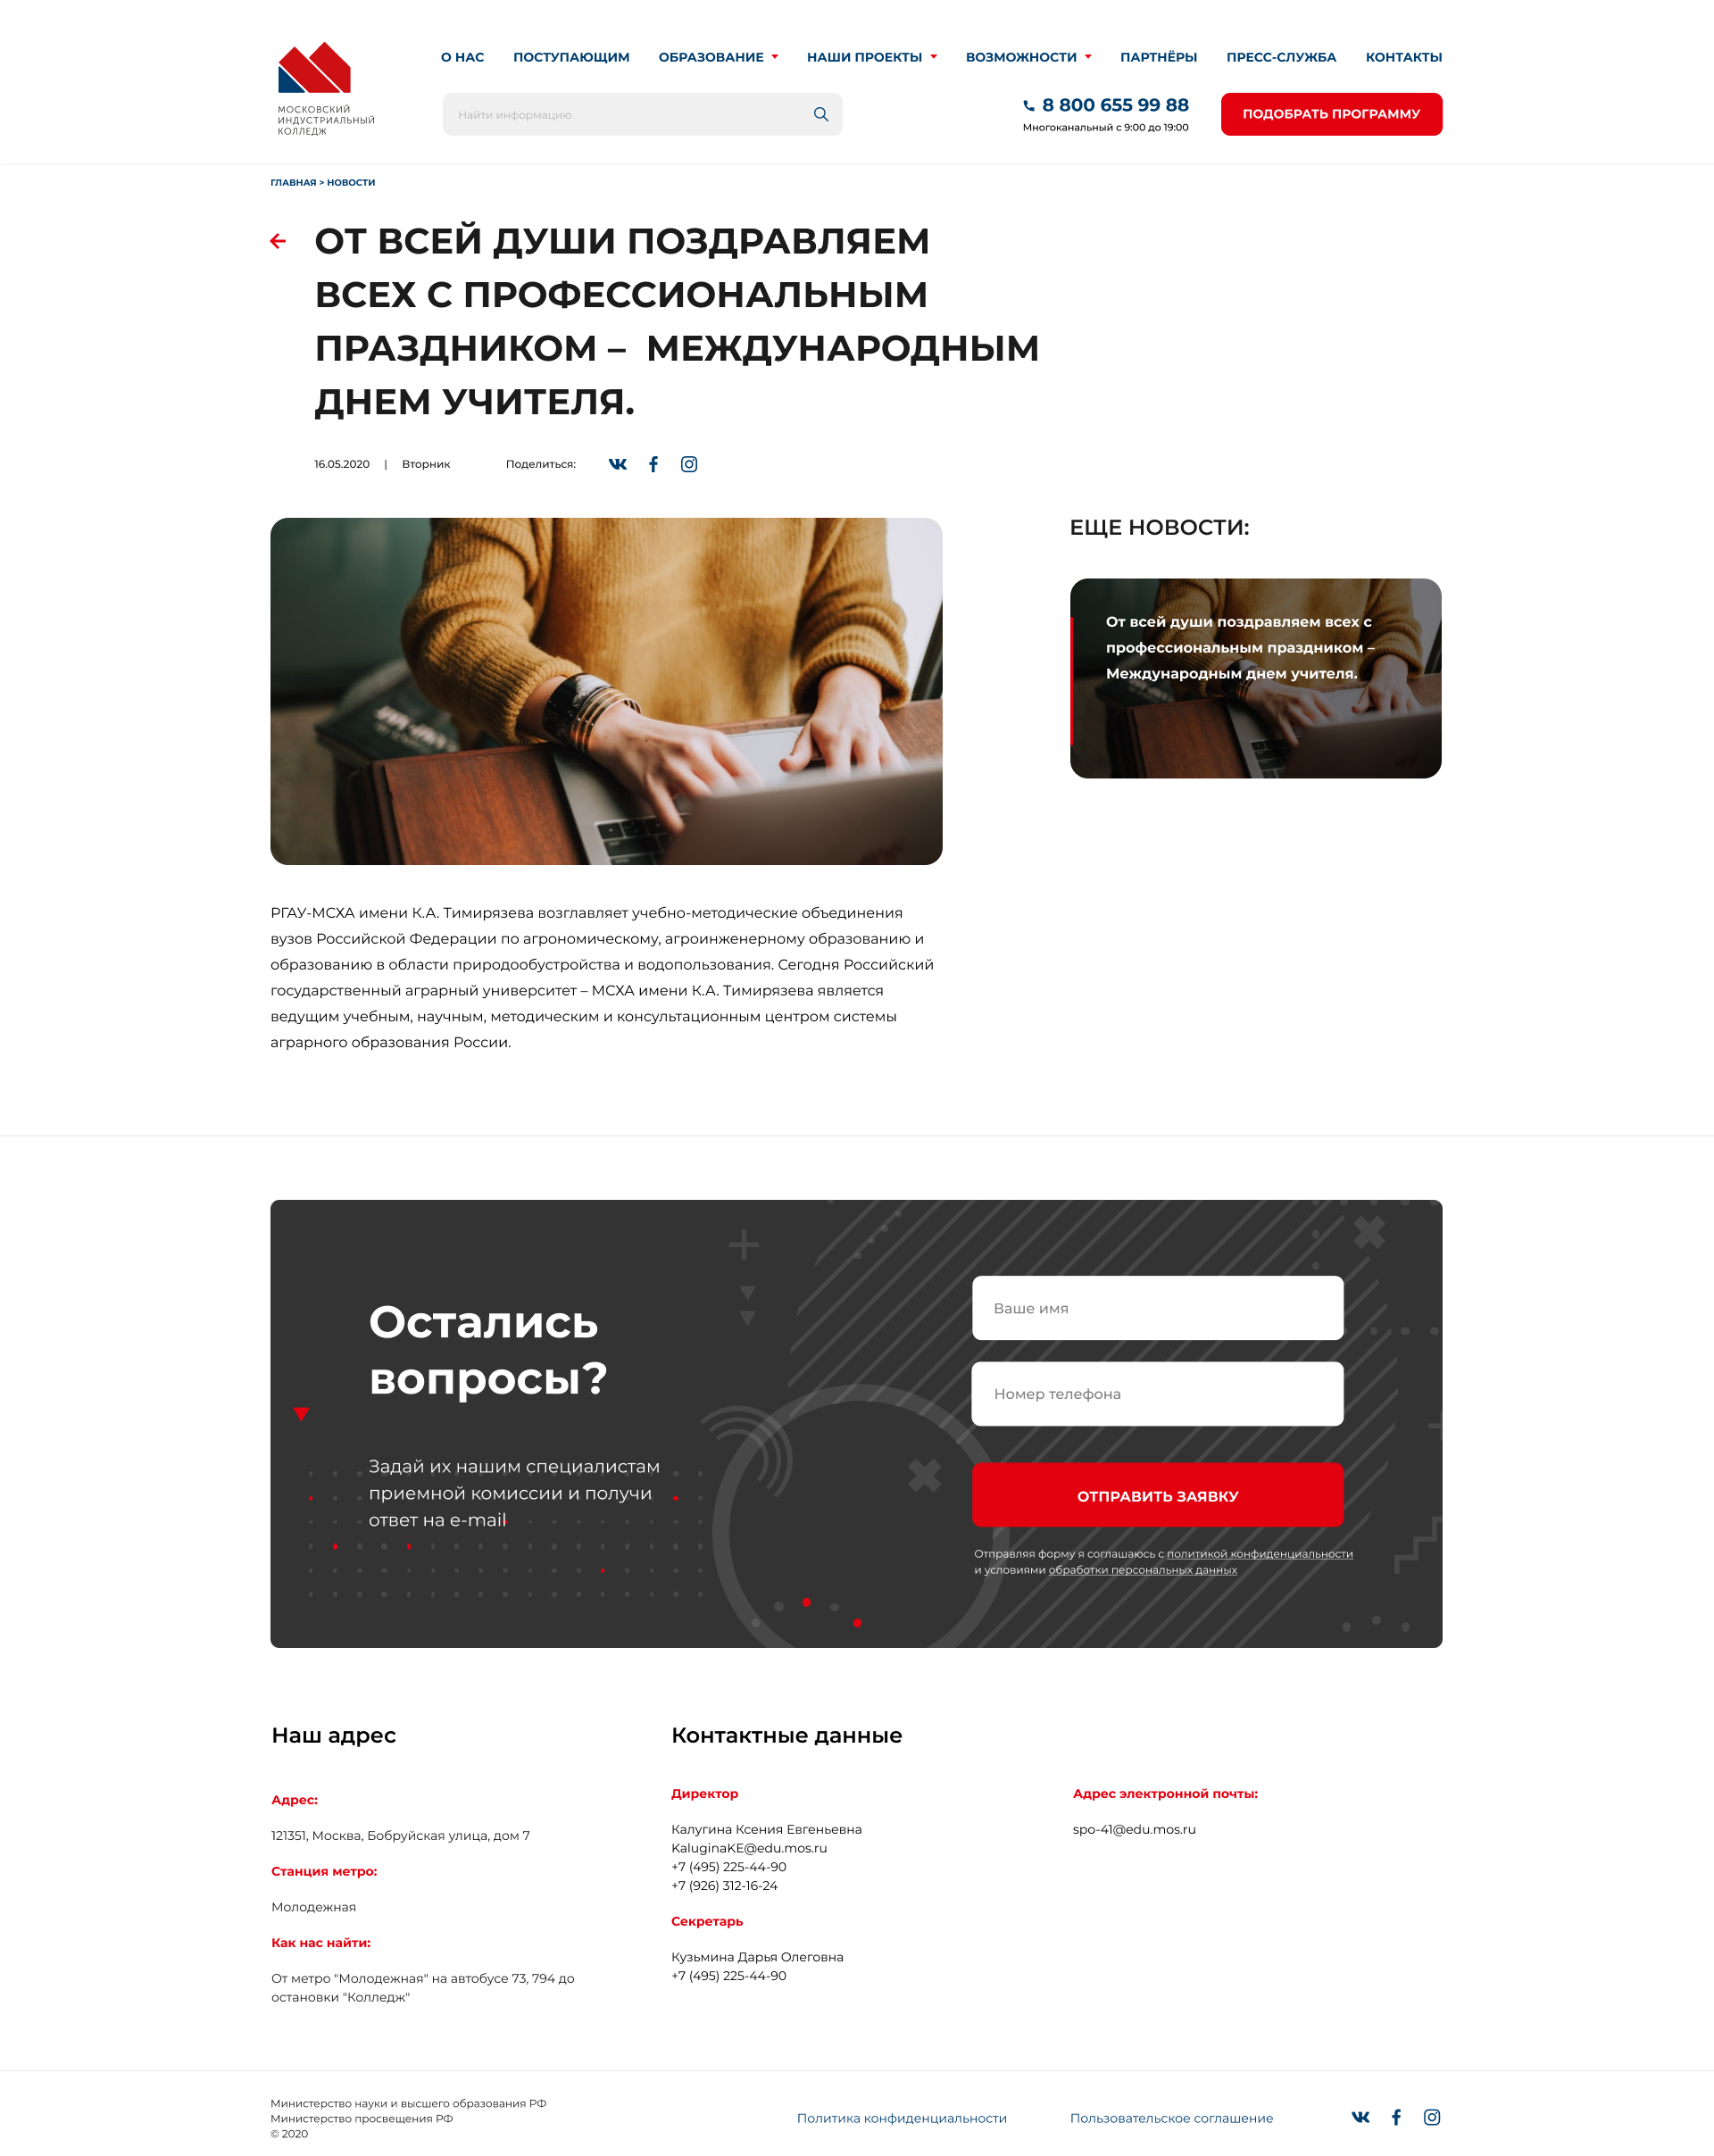 О НАС ПОСТУПАЮЩИМ ОБРАЗОВАНИЕ НАШИ ПРОЕКТЫ ВОЗМОЖНОСТИ ПАРТНЁРЫ ПРЕСС-СЛУЖБА КОНТАКТЫ
МОСКОВСКИЙ
ИНДУСТРИАЛЬНЫЙ
КОЛЛЕДЖ
Найти информацию
8 800 655 99 88
Многоканальный с 9:00 до 19:00
ПОДОБРАТЬ ПРОГРАММУ
ГЛАВНАЯ > НОВОСТИ
ОТ ВСЕЙ ДУШИ ПОЗДРАВЛЯЕМ
ВСЕХ С ПРОФЕССИОНАЛЬНЫМ
ПРАЗДНИКОМ – МЕЖДУНАРОДНЫМ
ДНЕМ УЧИТЕЛЯ.
16.05.2020 | Вторник Поделиться:
ЕЩЕ НОВОСТИ:
От всей души поздравляем всех с
профессиональным праздником –
Международным днем учителя.
РГАУ-МСХА имени К.А. Тимирязева возглавляет учебно-методические объединения
вузов Российской Федерации по агрономическому, агроинженерному образованию и
образованию в области природообустройства и водопользования. Сегодня Российский
государственный аграрный университет – МСХА имени К.А. Тимирязева является
ведущим учебным, научным, методическим и консультационным центром системы
аграрного образования России.
Остались
вопросы?
Задай их нашим специалистам
приемной комиссии и получи
ответ на e-mail
Ваше имя
Номер телефона
ОТПРАВИТЬ ЗАЯВКУ
Отправляя форму я соглашаюсь с политикой конфиденциальности
и условиями обработки персональных данных
Наш адрес
Адрес:
121351, Москва, Бобруйская улица, дом 7
Станция метро:
Молодежная
Как нас найти:
От метро "Молодежная" на автобусе 73, 794 до
остановки "Колледж"
Контактные данные
Директор
Калугина Ксения Евгеньевна
KaluginaKE@edu.mos.ru
+7 (495) 225-44-90
+7 (926) 312-16-24
Секретарь
Кузьмина Дарья Олеговна
+7 (495) 225-44-90
Адрес электронной почты:
spo-41@edu.mos.ru
Министерство науки и высшего образования РФ
Министерство просвещения РФ
© 2020
Политика конфиденциальности
Пользовательское соглашение